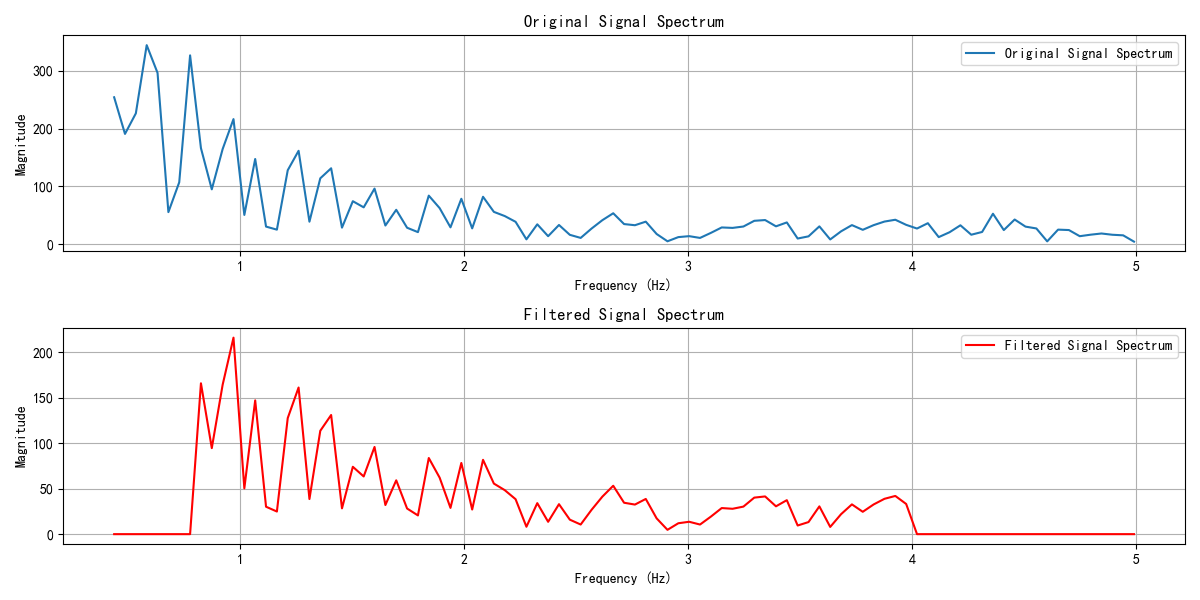 Original Signal Spectrum
Original Signal Spectrum
Magnitude
300
200
100
0
1 2 3 4 5
Frequency (Hz)
Filtered Signal Spectrum
Filtered Signal Spectrum
Magnitude
200
150
100
50
0
1 2 3 4 5
Frequency (Hz)